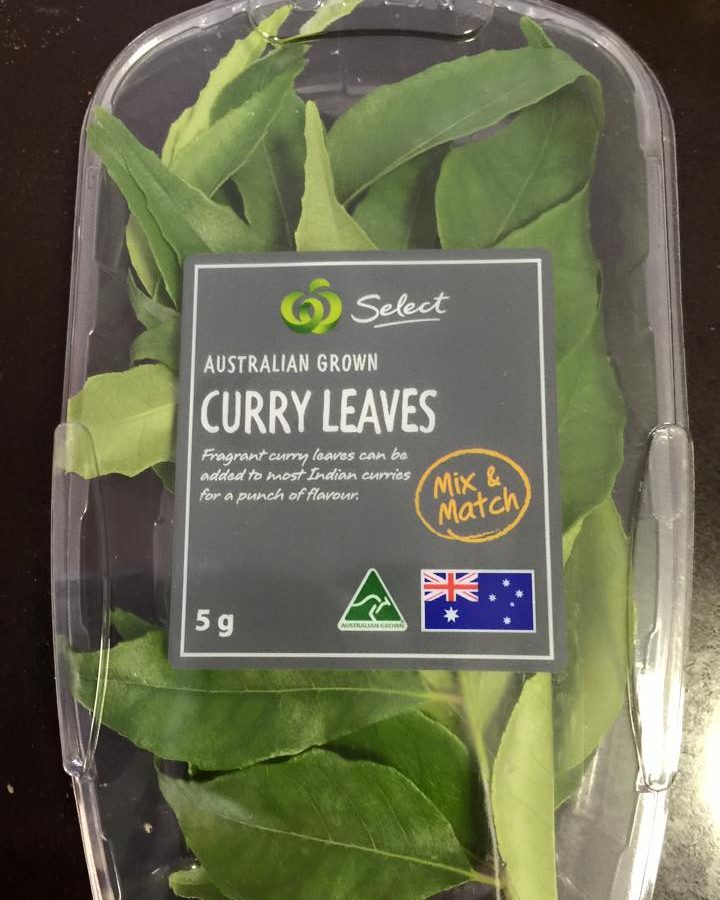 Select
AUSTRALIAN GROWN
CURRY LEAVES
Fragrant curry leaves can be
added to most Indian curries
for a punch of flavour.
Mix &
Match
5 g
AUSTRALIAN GROWN